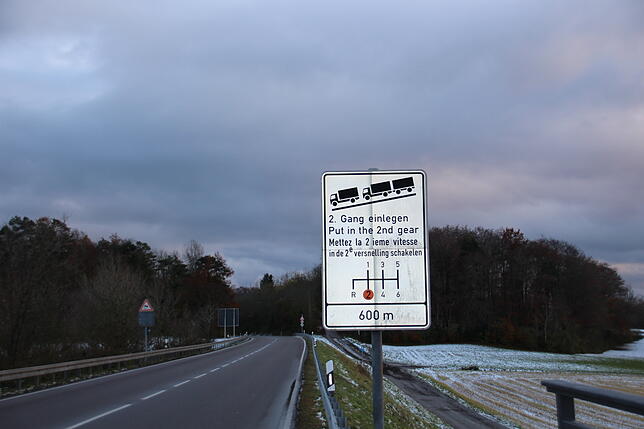 2. Gang einlegen
Put in the 2nd gear
Mettez la 2 ieme vitesse
in de 2e versnelling schakelen
1 3 5
R 2 4 6
600 m